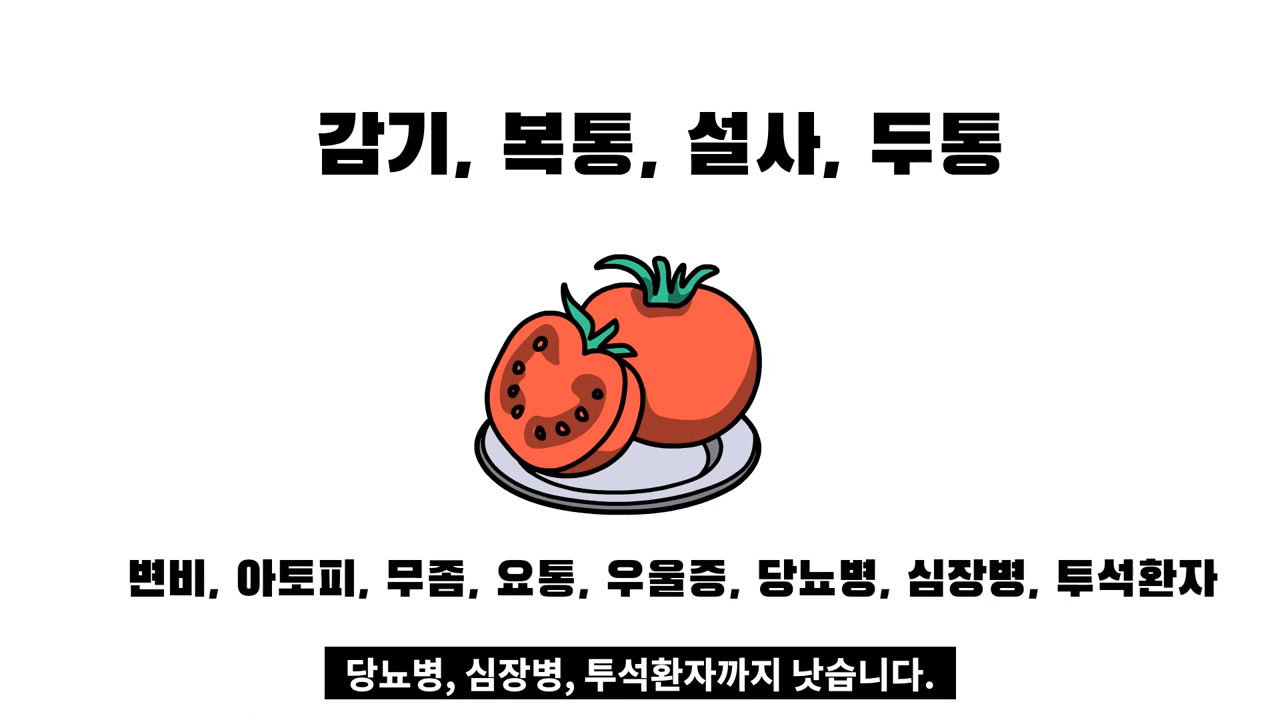 감기, 복통, 설사, 두통
변비, 아토피, 무좀, 요통, 우울증, 당뇨병, 심장병, 투석환자
당뇨병, 심장병, 투석환자까지 낫습니다.